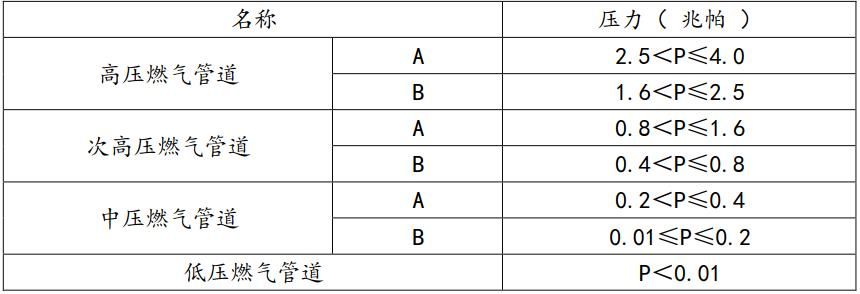 名称 压力（ 兆帕 ）
高压燃气管道 A 2.5＜P≤4.0
B 1.6＜P≤2.5
次高压燃气管道 A 0.8＜P≤1.6
B 0.4＜P≤0.8
中压燃气管道 A 0.2＜P≤0.4
B 0.01≤P≤0.2
低压燃气管道 P＜0.01